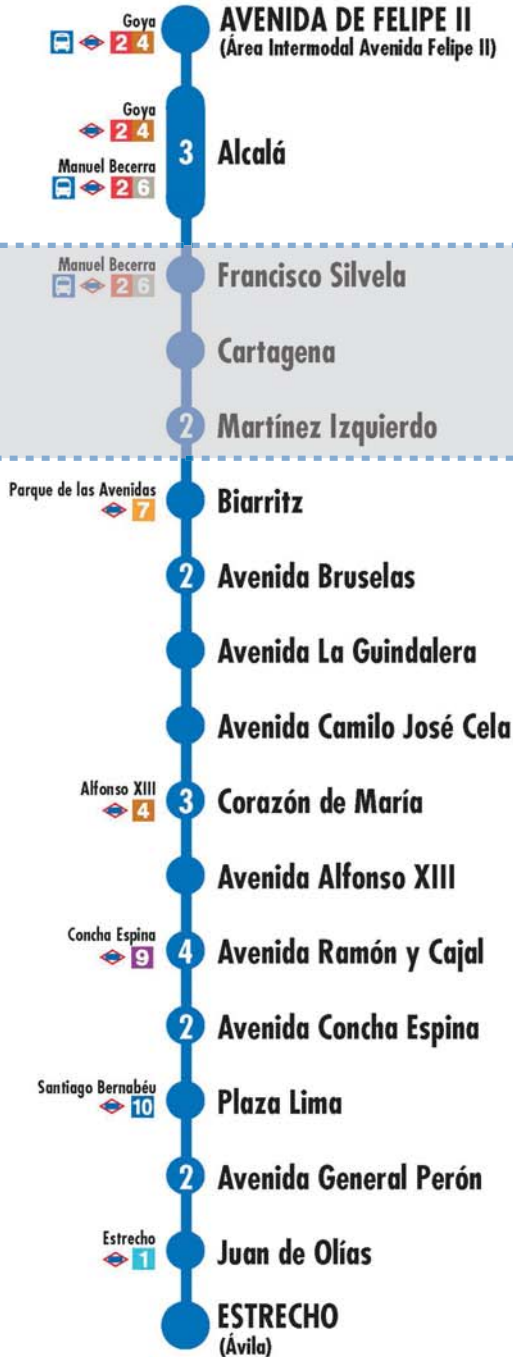 Goya
2 4
AVENIDA DE FELIPE II
(Área Intermodal Avenida Felipe II)
Goya
2 4
Manuel Becerra
2 6
3
Alcalá
Manuel Becerra
2 6
Francisco Silvela
Cartagena
2
Martínez Izquierdo
Parque de las Avenidas
7
Biarritz
2
Avenida Bruselas
Avenida La Guindalera
Avenida Camilo José Cela
Alfonso XIII
4
3
Corazón de María
Avenida Alfonso XIII
Concha Espina
9
4
Avenida Ramón y Cajal
2
Avenida Concha Espina
Santiago Bernabéu
10
Plaza Lima
2
Avenida General Perón
Estrecho
1
Juan de Olías
ESTRECHO
(Ávila)